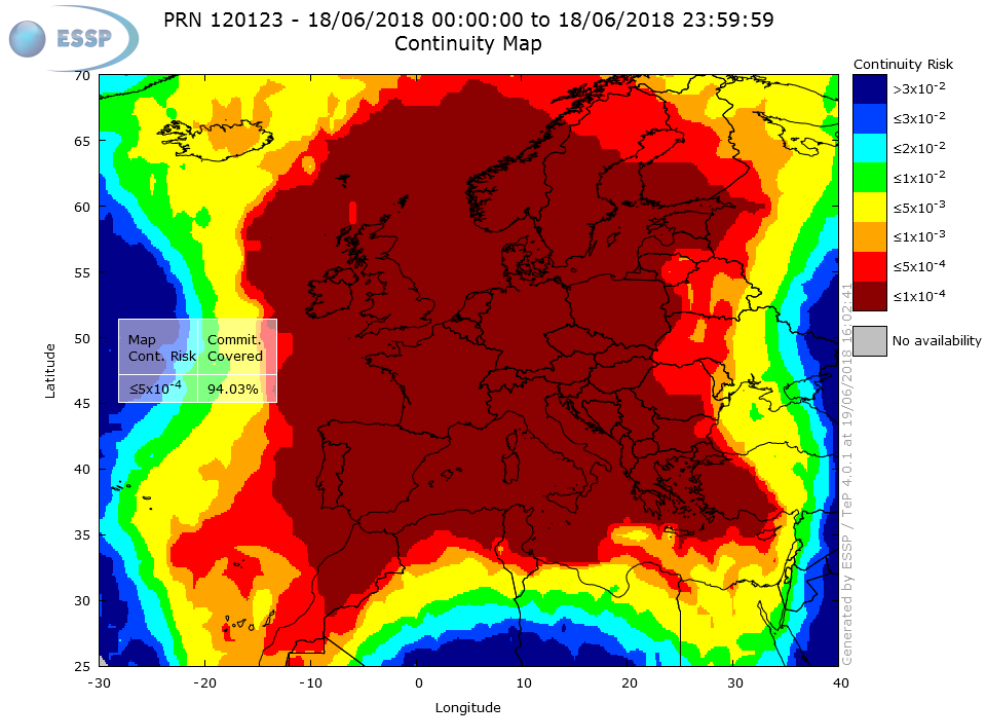 ESSP
PRN 120123 - 18/06/2018 00:00:00 to 18/06/2018 23:59:59
Continuity Map
Continuity Risk
>3x10-2
≤3x10-2
≤2x10-2
≤1x10-2
≤5x10-3
≤1x10-3
≤5x10-4
≤1x10-4
No availability
Map Commit.
Cont. Risk Covered
≤5x10-4 94.03%
Latitude
70
65
60
55
50
45
40
35
30
25
-30 -20 -10 0 10 20 30 40
Longitude
Generated by ESSP / TeP 4.0.1 at 19/06/2018 16:02:41